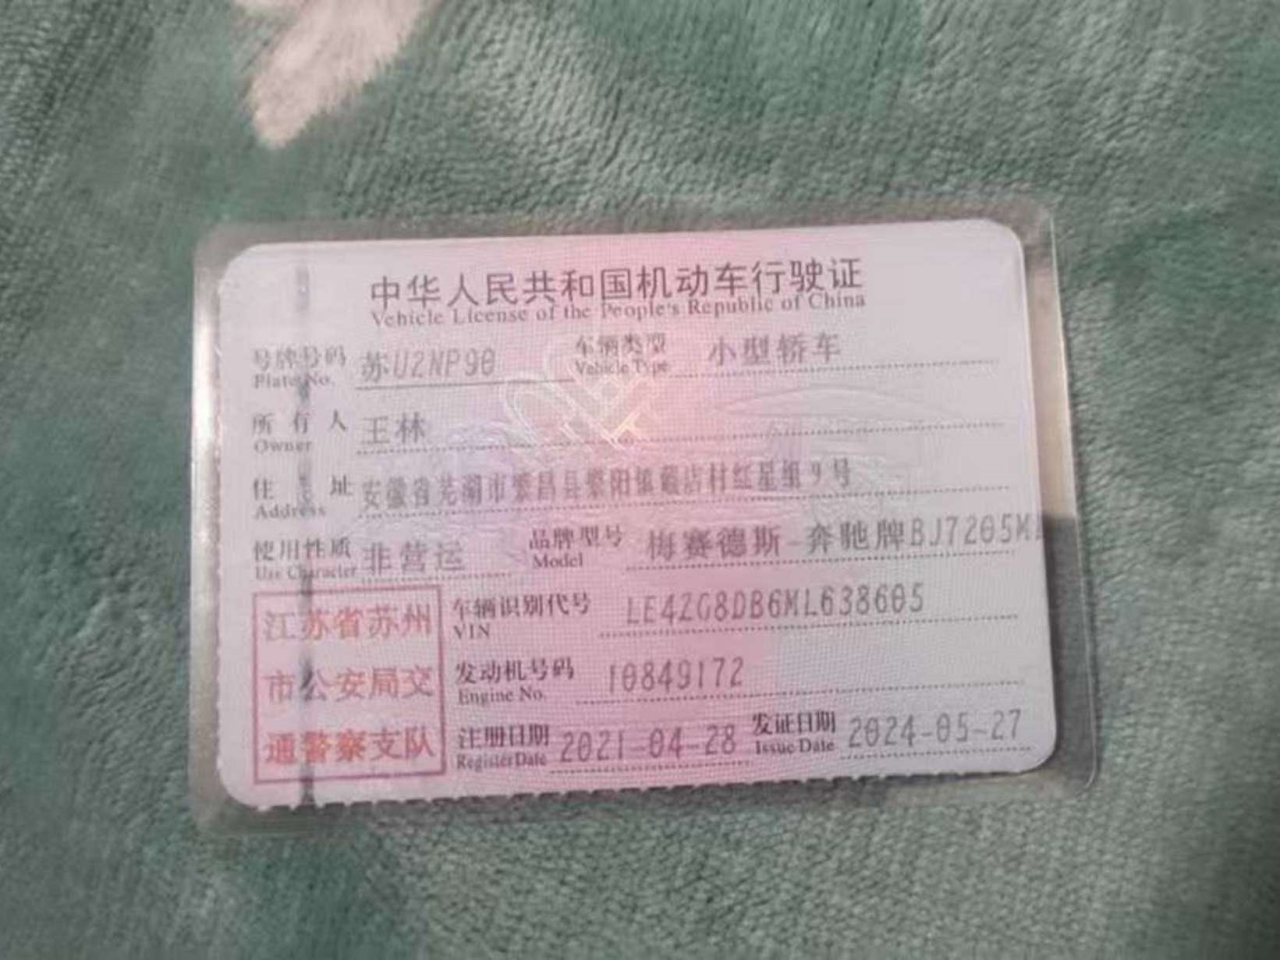 中华人民共和国机动车行驶证
Vehicle License of the People's Republic of China
号牌号码 苏U2NP90 车辆类型 小型轿车
Plate No. Vehicle Type
所有人 王林
Owner
住址 安徽省芜湖市繁昌县繁阳镇戴店村红星组9号
Address
使用性质 非营运 品牌型号 梅赛德斯-奔驰牌BJ7205M
Use Character Model
江苏省苏州
市公安局交
通警察支队
车辆识别代号 LE4ZG8DB6ML638605
VIN
发动机号码 10849172
Engine No.
注册日期 2021-04-28 发证日期 2024-05-27
Register Date Issue Date